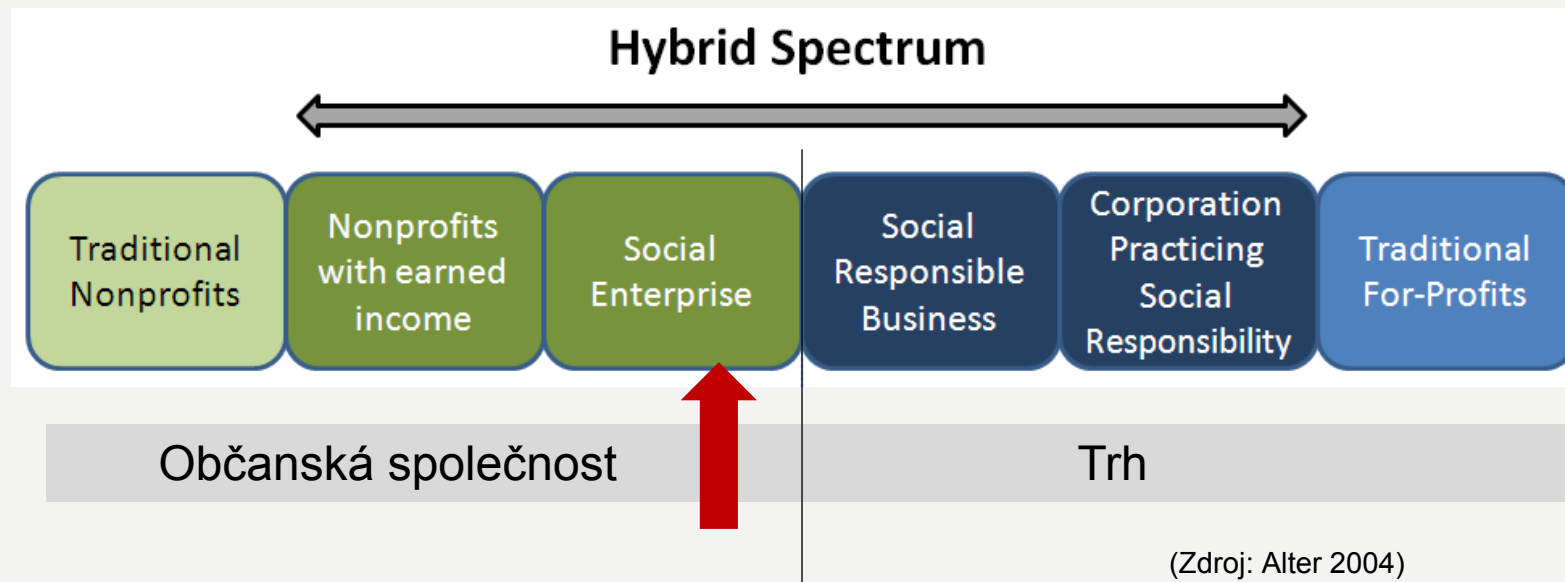 Hybrid Spectrum
Traditional
Nonprofits
Nonprofits
with earned
income
Social
Enterprise
Social
Responsible
Business
Corporation
Practicing
Social
Responsibility
Traditional
For-Profits
Občanská společnost
Trh
(Zdroj: Alter 2004)